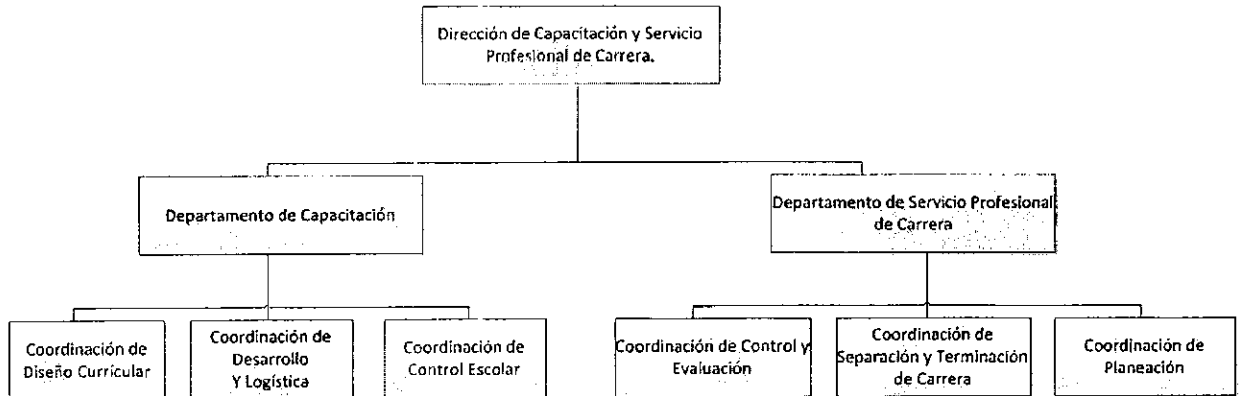 Dirección de Capacitación y Servicio
Profesional de Carrera.
Departamento de Capacitación
Departamento de Servicio Profesional
de Carrera
Coordinación de
Diseño Curricular
Coordinación de
Desarrollo
Y Logística
Coordinación de
Control Escolar
Coordinación de Control y
Evaluación
Coordinación de
Separación y Terminación
de Carrera
Coordinación de
Planeación